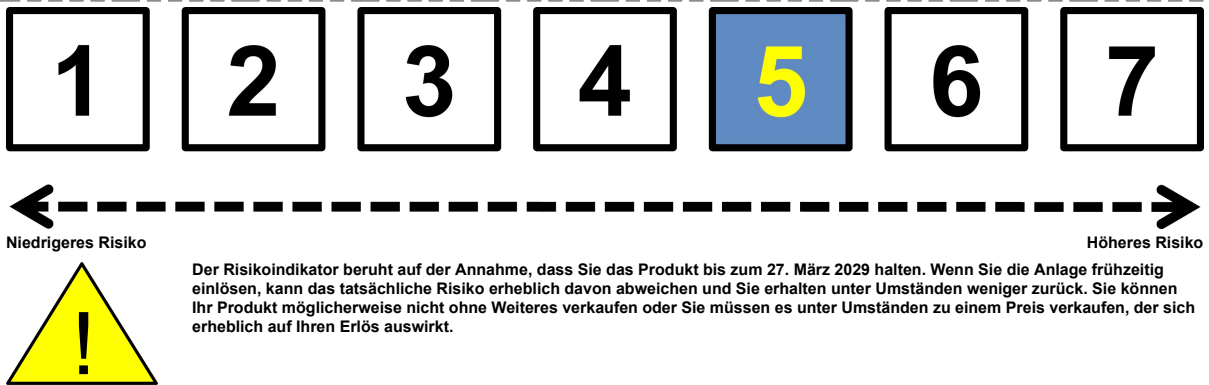 1 2 3 4 5 6 7
Niedrigeres Risiko Höheres Risiko
Der Risikoindikator beruht auf der Annahme, dass Sie das Produkt bis zum 27. März 2029 halten. Wenn Sie die Anlage frühzeitig
einlösen, kann das tatsächliche Risiko erheblich davon abweichen und Sie erhalten unter Umständen weniger zurück. Sie können
Ihr Produkt möglicherweise nicht ohne Weiteres verkaufen oder Sie müssen es unter Umständen zu einem Preis verkaufen, der sich
erheblich auf Ihren Erlös auswirkt.
!